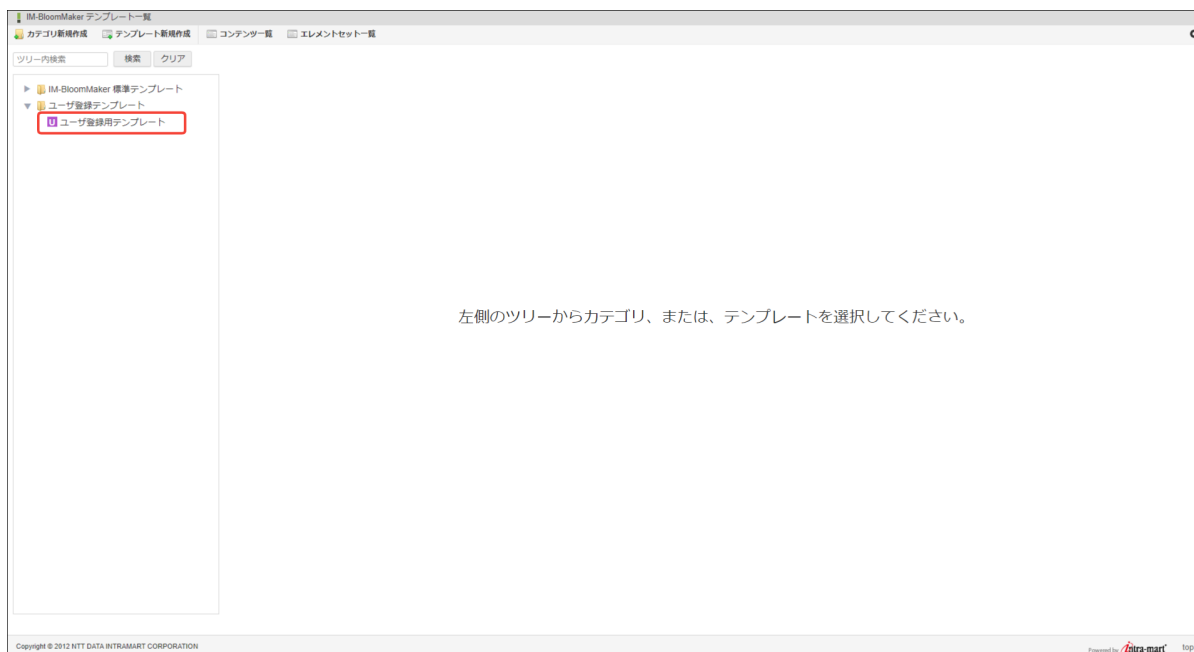 IM-BloomMaker テンプレート一覧
カテゴリ新規作成 テンプレート新規作成 コンテンツ一覧 エレメントセット一覧
ツリー内検索 検索 クリア
IM-BloomMaker 標準テンプレート
ユーザ登録テンプレート
U ユーザ登録用テンプレート
左側のツリーからカテゴリ、または、テンプレートを選択してください。
Copyright © 2012 NTT DATA INTRAMART CORPORATION
Powered by intra-mart top